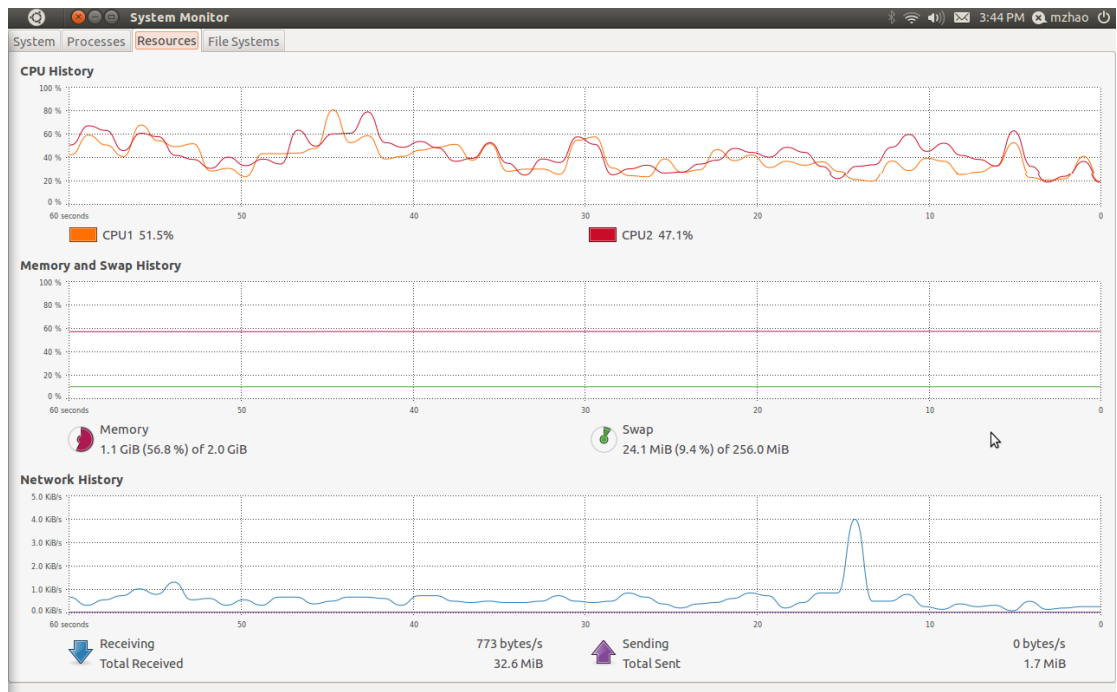 System Monitor 3:44 PM mzhao
System Processes Resources File Systems
CPU History
100 %
80 %
60 %
40 %
20 %
0 %
60 seconds 50 40 30 20 10 0
CPU1 51.5% CPU2 47.1%
Memory and Swap History
100 %
80 %
60 %
40 %
20 %
0 %
60 seconds 50 40 30 20 10 0
Memory Swap
1.1 GiB (56.8 %) of 2.0 GiB 24.1 MiB (9.4 %) of 256.0 MiB
Network History
5.0 KiB/s
4.0 KiB/s
3.0 KiB/s
2.0 KiB/s
1.0 KiB/s
0.0 KiB/s
60 seconds 50 40 30 20 10 0
Receiving 773 bytes/s Sending 0 bytes/s
Total Received 32.6 MiB Total Sent 1.7 MiB